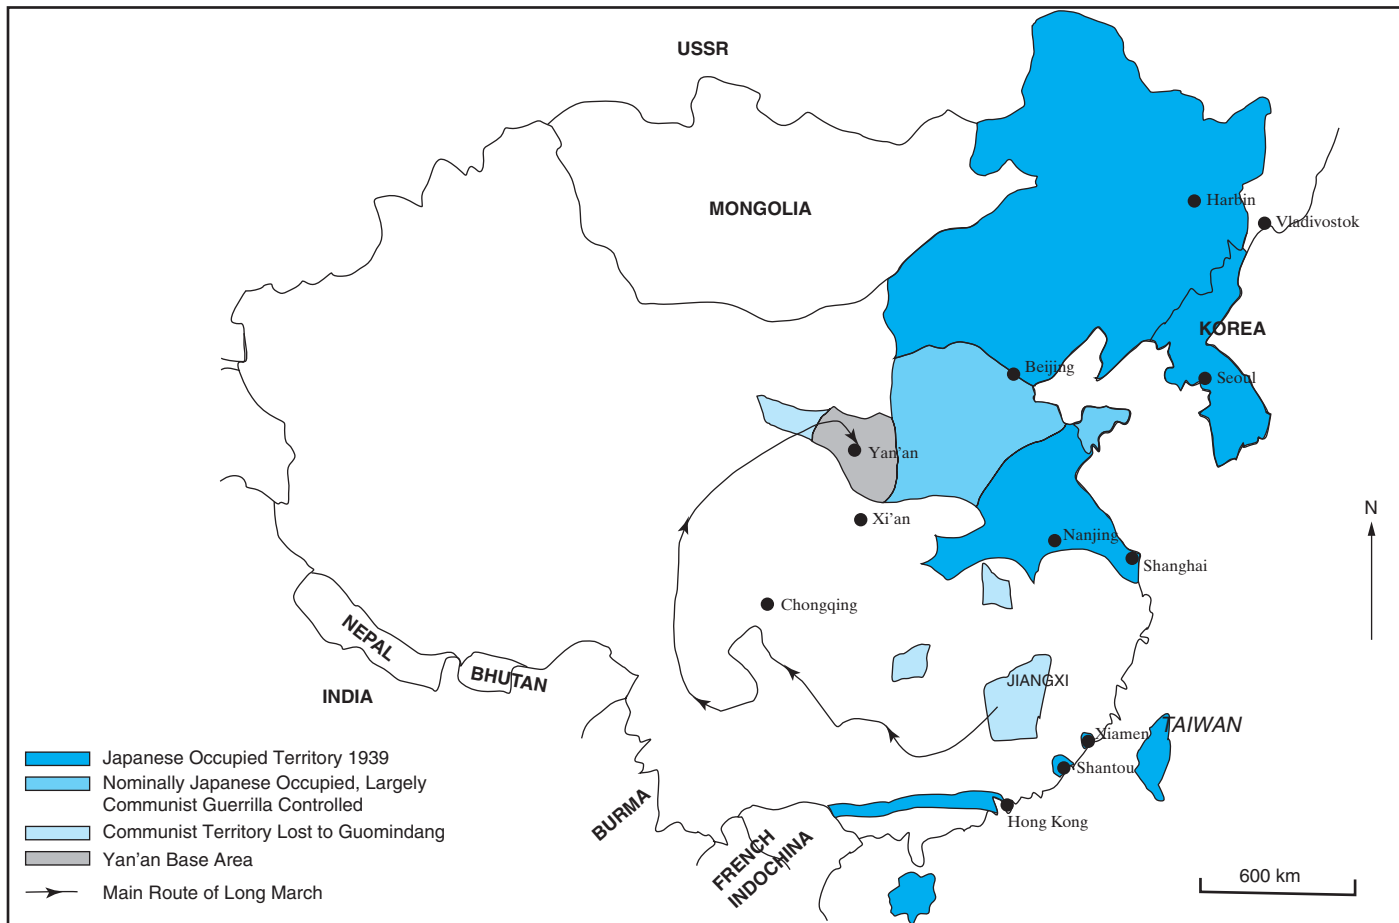 USSR
MONGOLIA
Harbin
Vladivostok
KOREA
Beijing
Seoul
Yan'an
Xi'an
N
Nanjing
Shanghai
Chongqing
NEPAL
BHUTAN
INDIA
JIANGXI
TAIWAN
Xiamen
Shantou
Hong Kong
BURMA
FRENCH
INDOCHINA
Japanese Occupied Territory 1939
Nominally Japanese Occupied, Largely
Communist Guerrilla Controlled
Communist Territory Lost to Guomindang
Yan'an Base Area
Main Route of Long March
600 km